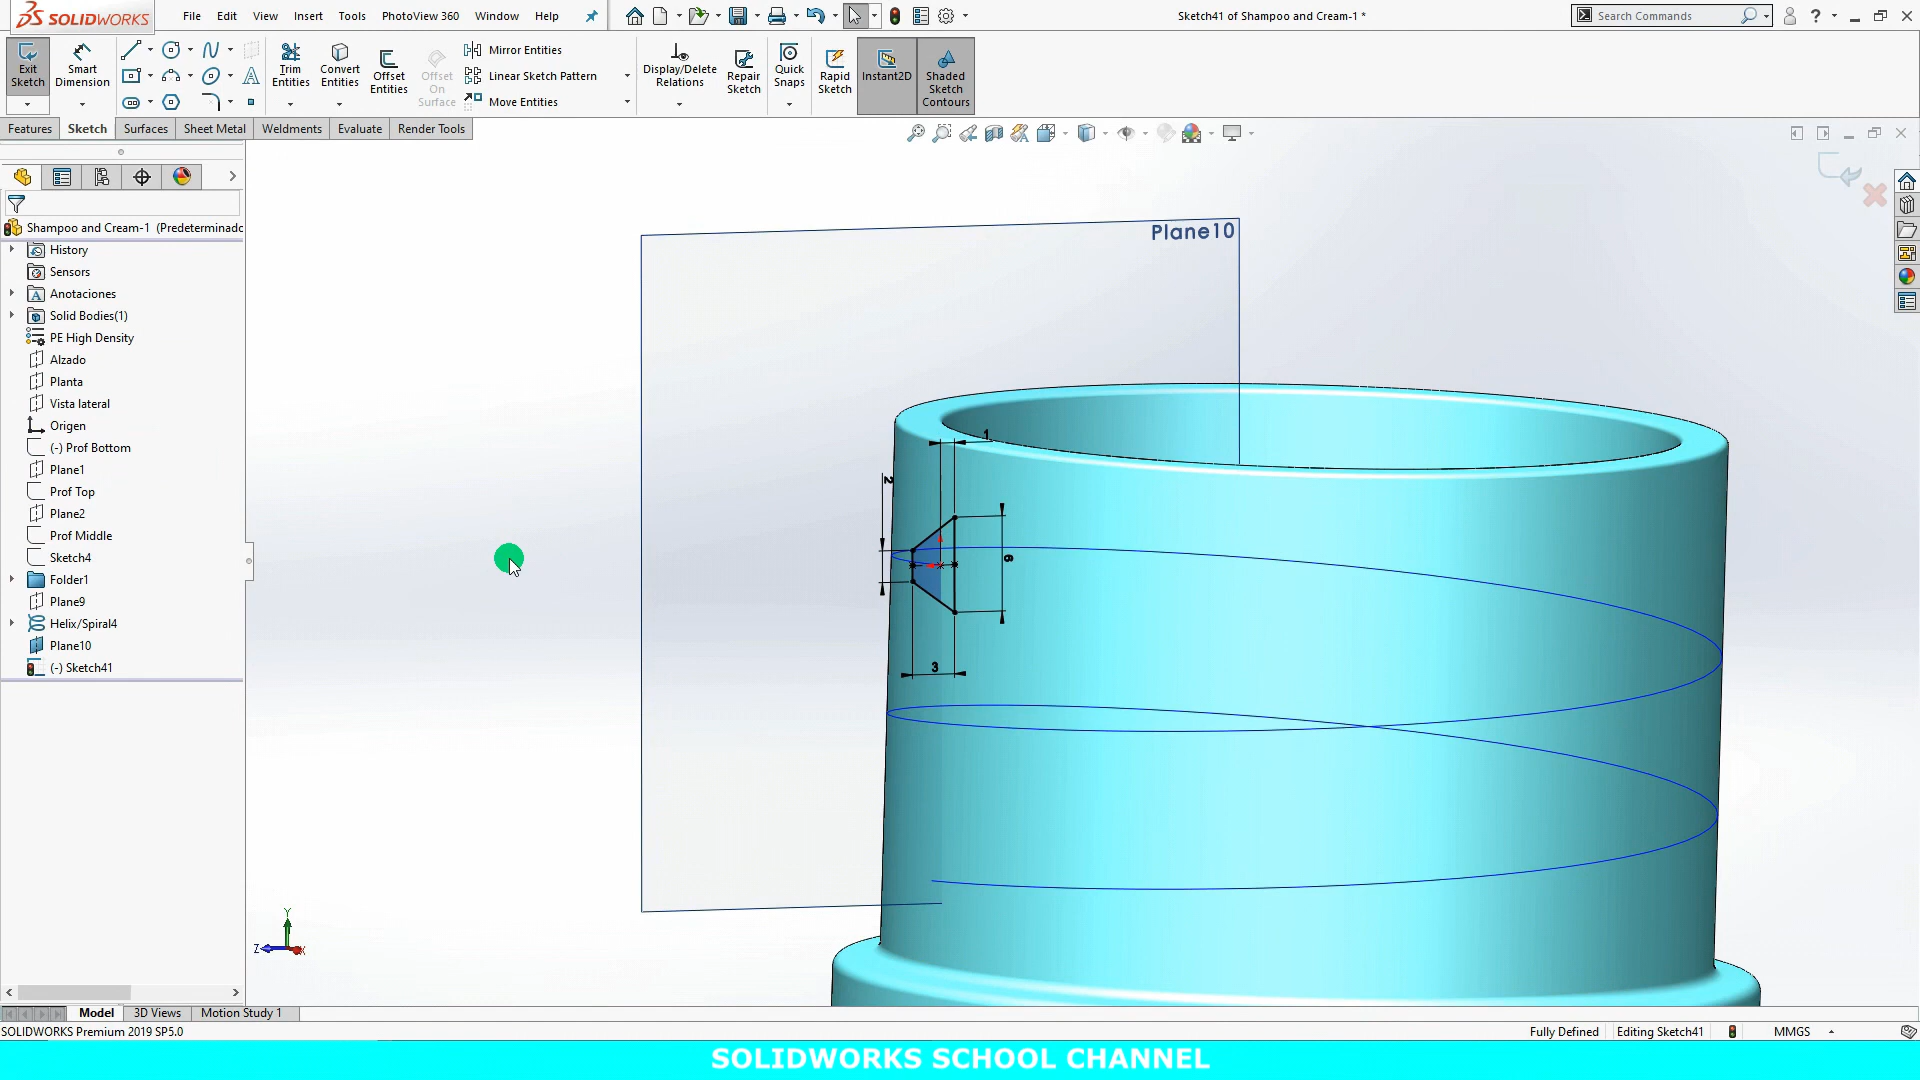 SOLIDWORKS
File Edit View Insert Tools PhotoView 360 Window Help
Sketch41 of Shampoo and Cream-1 *
Search Commands
Exit Sketch
Smart Dimension
Trim Entities
Convert Entities
Offset Entities
Offset On Surface
Mirror Entities
Linear Sketch Pattern
Move Entities
Display/Delete Relations
Repair Sketch
Quick Snaps
Rapid Sketch
Instant2D
Shaded Sketch Contours
Features Sketch Surfaces Sheet Metal Weldments Evaluate Render Tools
Shampoo and Cream-1 (Predeterminado
History
Sensors
Anotaciones
Solid Bodies(1)
PE High Density
Alzado
Planta
Vista lateral
Origen
(-) Prof Bottom
Plane1
Prof Top
Plane2
Prof Middle
Sketch4
Folder1
Plane9
Helix/Spiral4
Plane10
(-) Sketch41
Plane10
1
2
6
3
Y
Z
X
Model 3D Views Motion Study 1
SOLIDWORKS Premium 2019 SP5.0
Fully Defined Editing Sketch41 MMGS
SOLIDWORKS SCHOOL CHANNEL